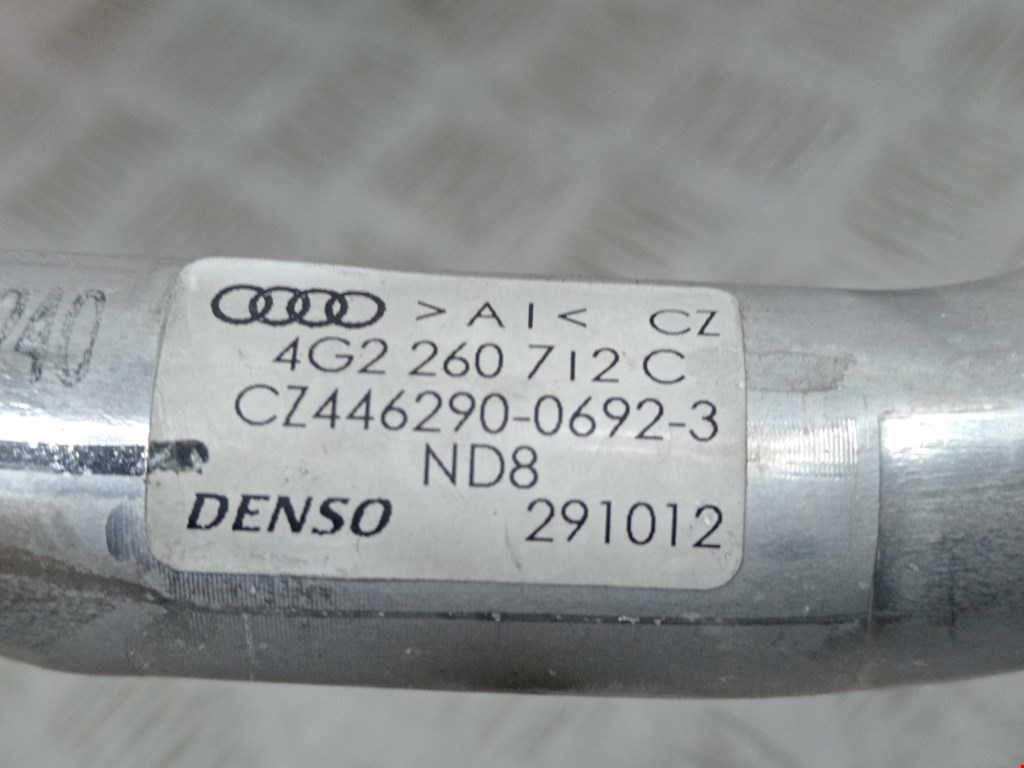 >AI< CZ
4G2 260 712 C
CZ446290-0692-3
ND8
DENSO 291012